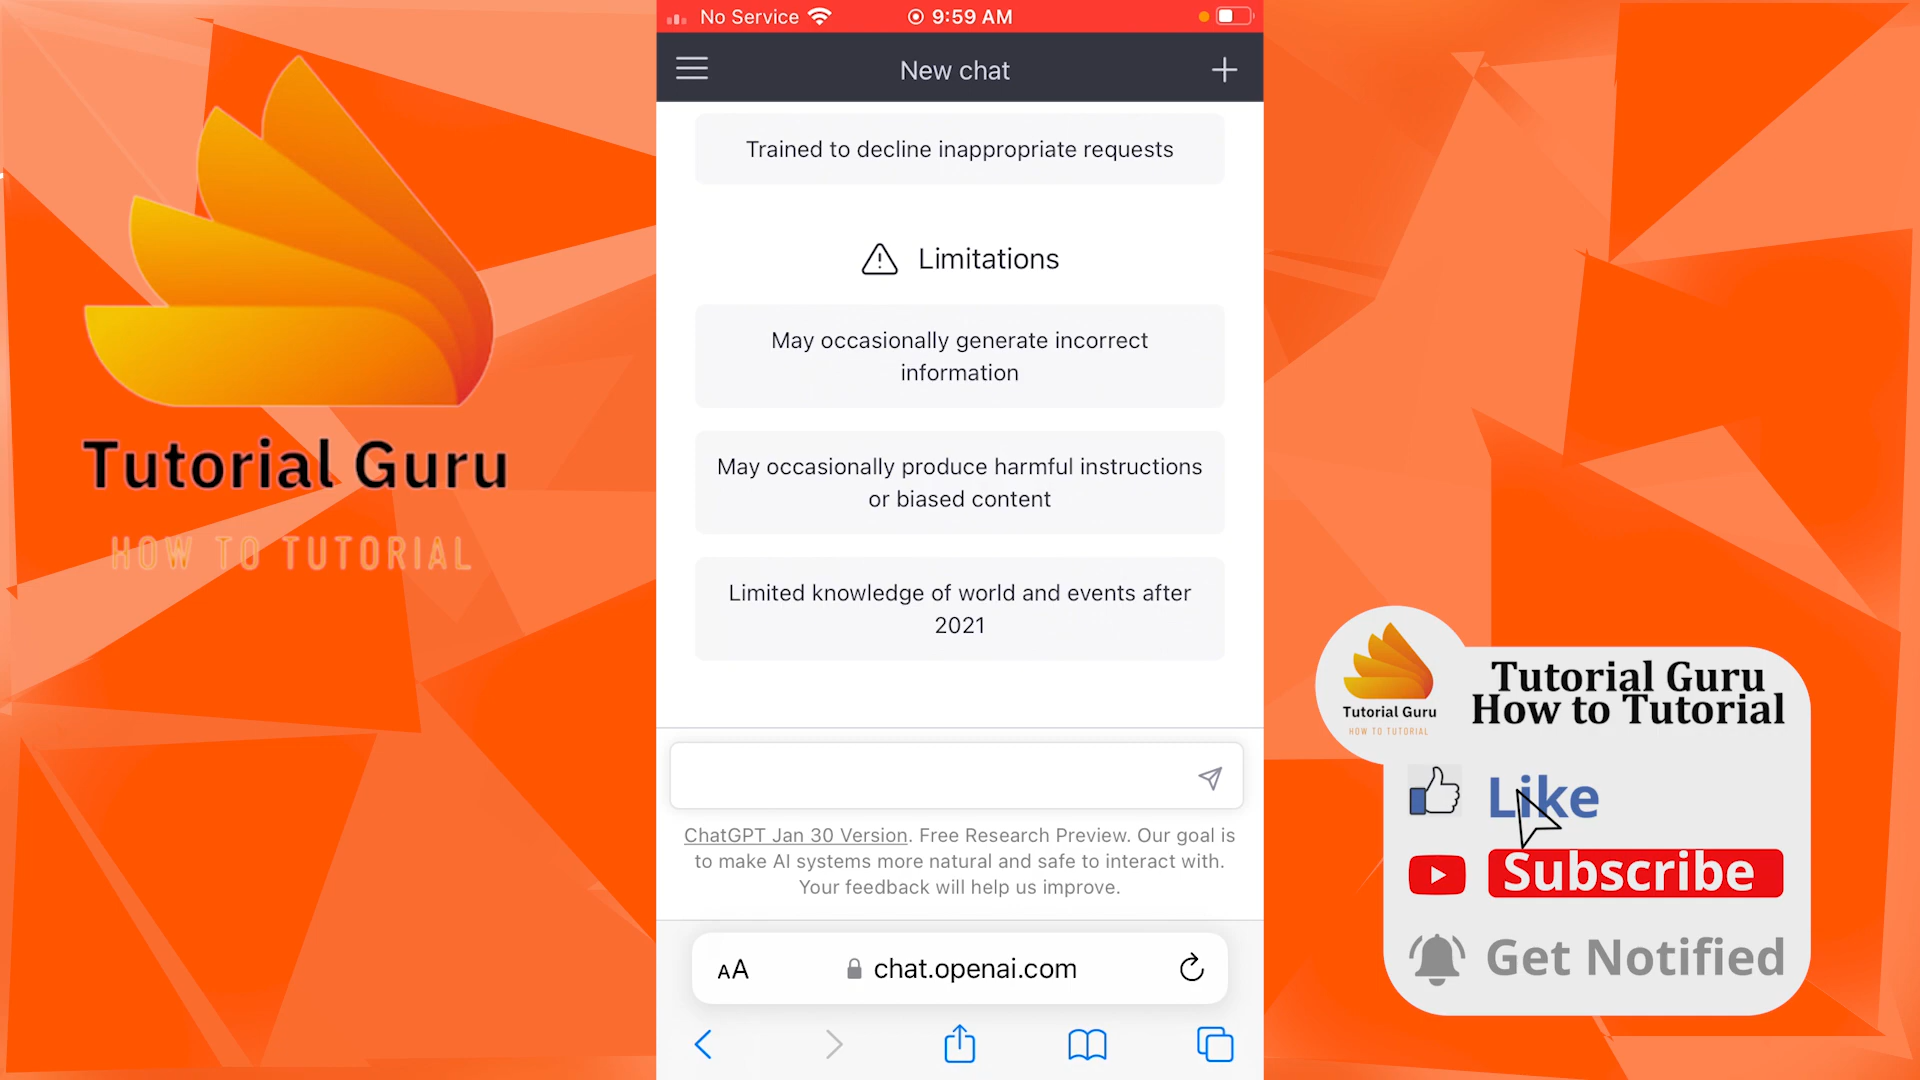 Tutorial Guru
HOW TO TUTORIAL
No Service
9:59 AM
New chat
Trained to decline inappropriate requests
Limitations
May occasionally generate incorrect
information
May occasionally produce harmful instructions
or biased content
Limited knowledge of world and events after
2021
ChatGPT Jan 30 Version. Free Research Preview. Our goal is
to make AI systems more natural and safe to interact with.
Your feedback will help us improve.
AA
chat.openai.com
Tutorial Guru
HOW TO TUTORIAL
Tutorial Guru
How to Tutorial
Like
Subscribe
Get Notified